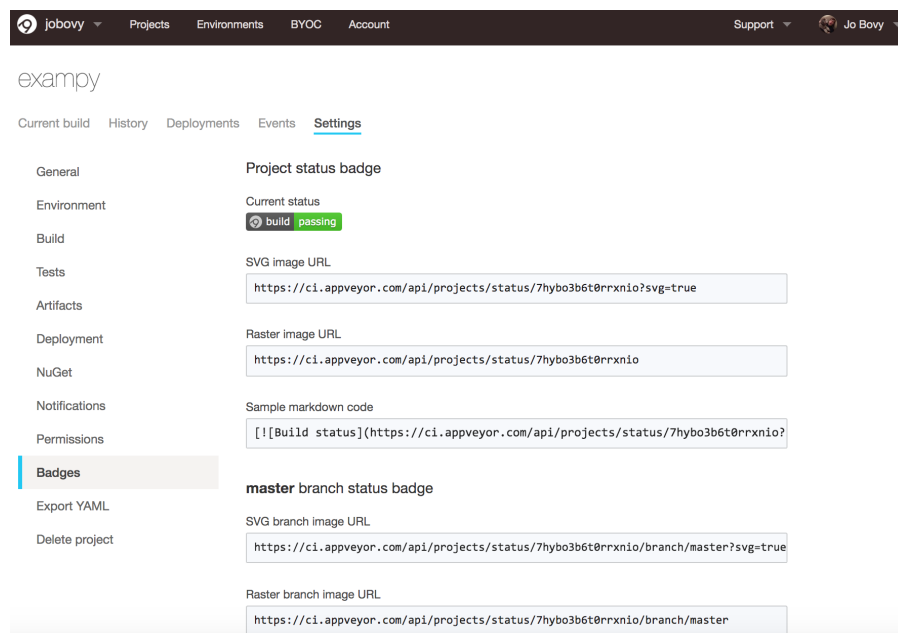 jobovy Projects Environments BYOC Account Support Jo Bovy
exampy
Current build History Deployments Events Settings
General
Environment
Build
Tests
Artifacts
Deployment
NuGet
Notifications
Permissions
Badges
Export YAML
Delete project
Project status badge
Current status
build passing
SVG image URL
https://ci.appveyor.com/api/projects/status/7hybo3b6t0rrxnio?svg=true
Raster image URL
https://ci.appveyor.com/api/projects/status/7hybo3b6t0rrxnio
Sample markdown code
[![Build status](https://ci.appveyor.com/api/projects/status/7hybo3b6t0rrxnio?
master branch status badge
SVG branch image URL
https://ci.appveyor.com/api/projects/status/7hybo3b6t0rrxnio/branch/master?svg=true
Raster branch image URL
https://ci.appveyor.com/api/projects/status/7hybo3b6t0rrxnio/branch/master